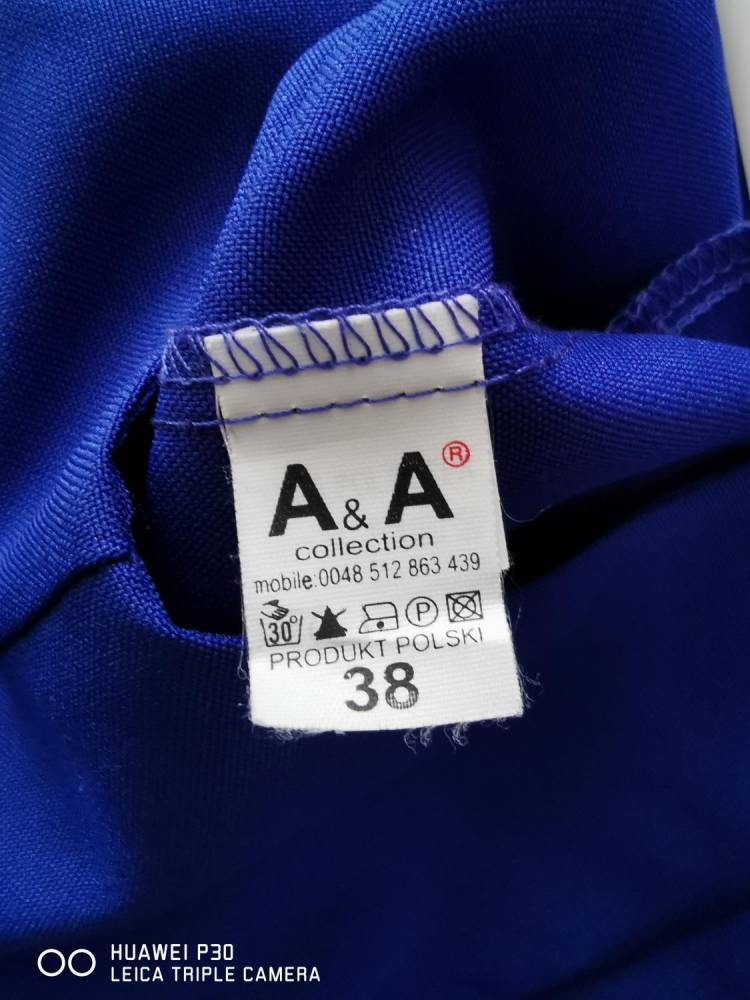 A & A ®
collection
mobile:0048 512 863 439
30° P
PRODUKT POLSKI
38
HUAWEI P30
LEICA TRIPLE CAMERA